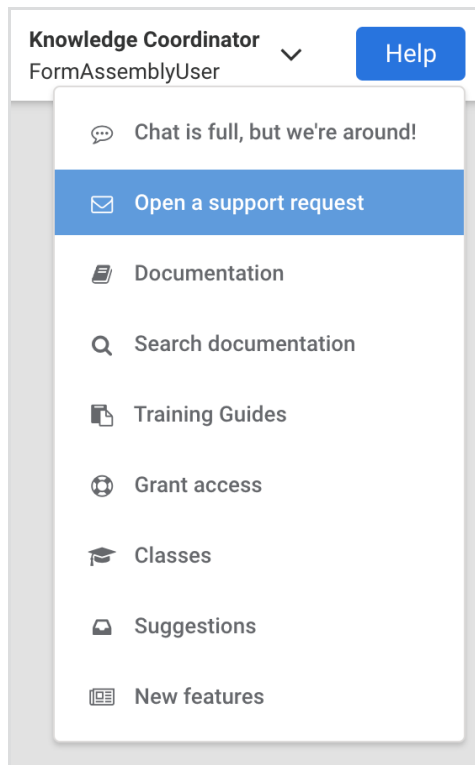 Knowledge Coordinator
FormAssemblyUser
Help
Chat is full, but we're around!
Open a support request
Documentation
Search documentation
Training Guides
Grant access
Classes
Suggestions
New features